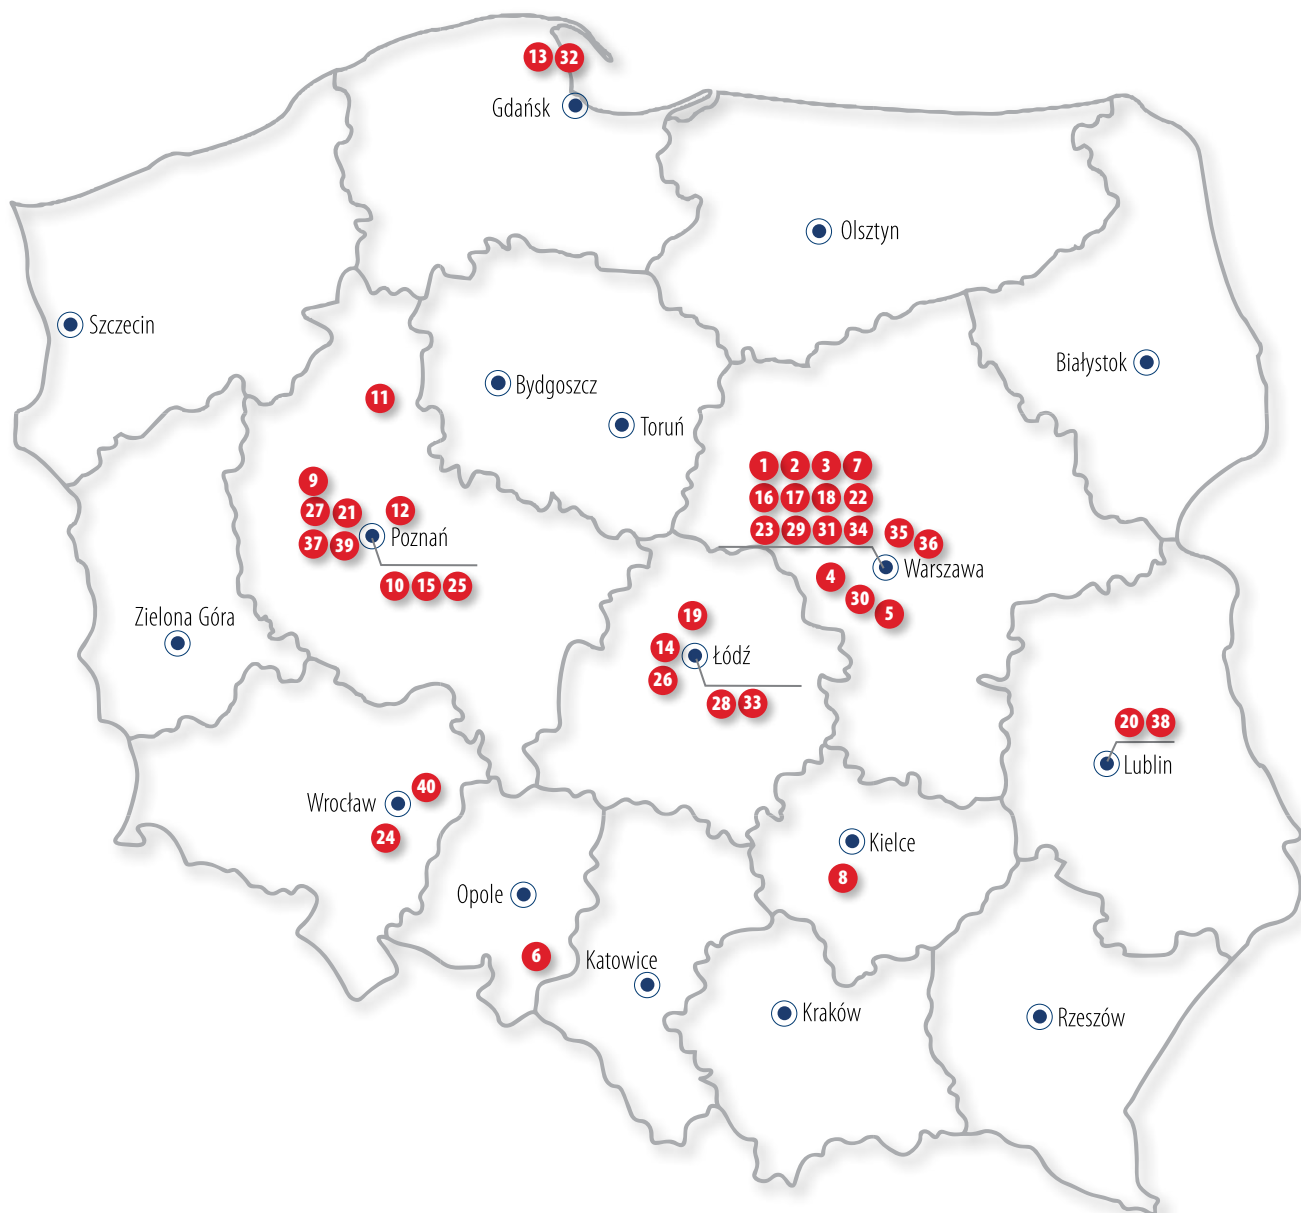 13 32
Gdańsk
Olsztyn
Szczecin
Białystok
Bydgoszcz
11
Toruń
1 2 3 7
16 17 18 22
23 29 31 34
35
36
Warszawa
4
30
5
9
27 21
12
37 39
Poznań
10 15 25
Zielona Góra
19
14
Łódź
26
28 33
20 38
Lublin
40
Wrocław
24
Kielce
8
Opole
6
Katowice
Kraków
Rzeszów